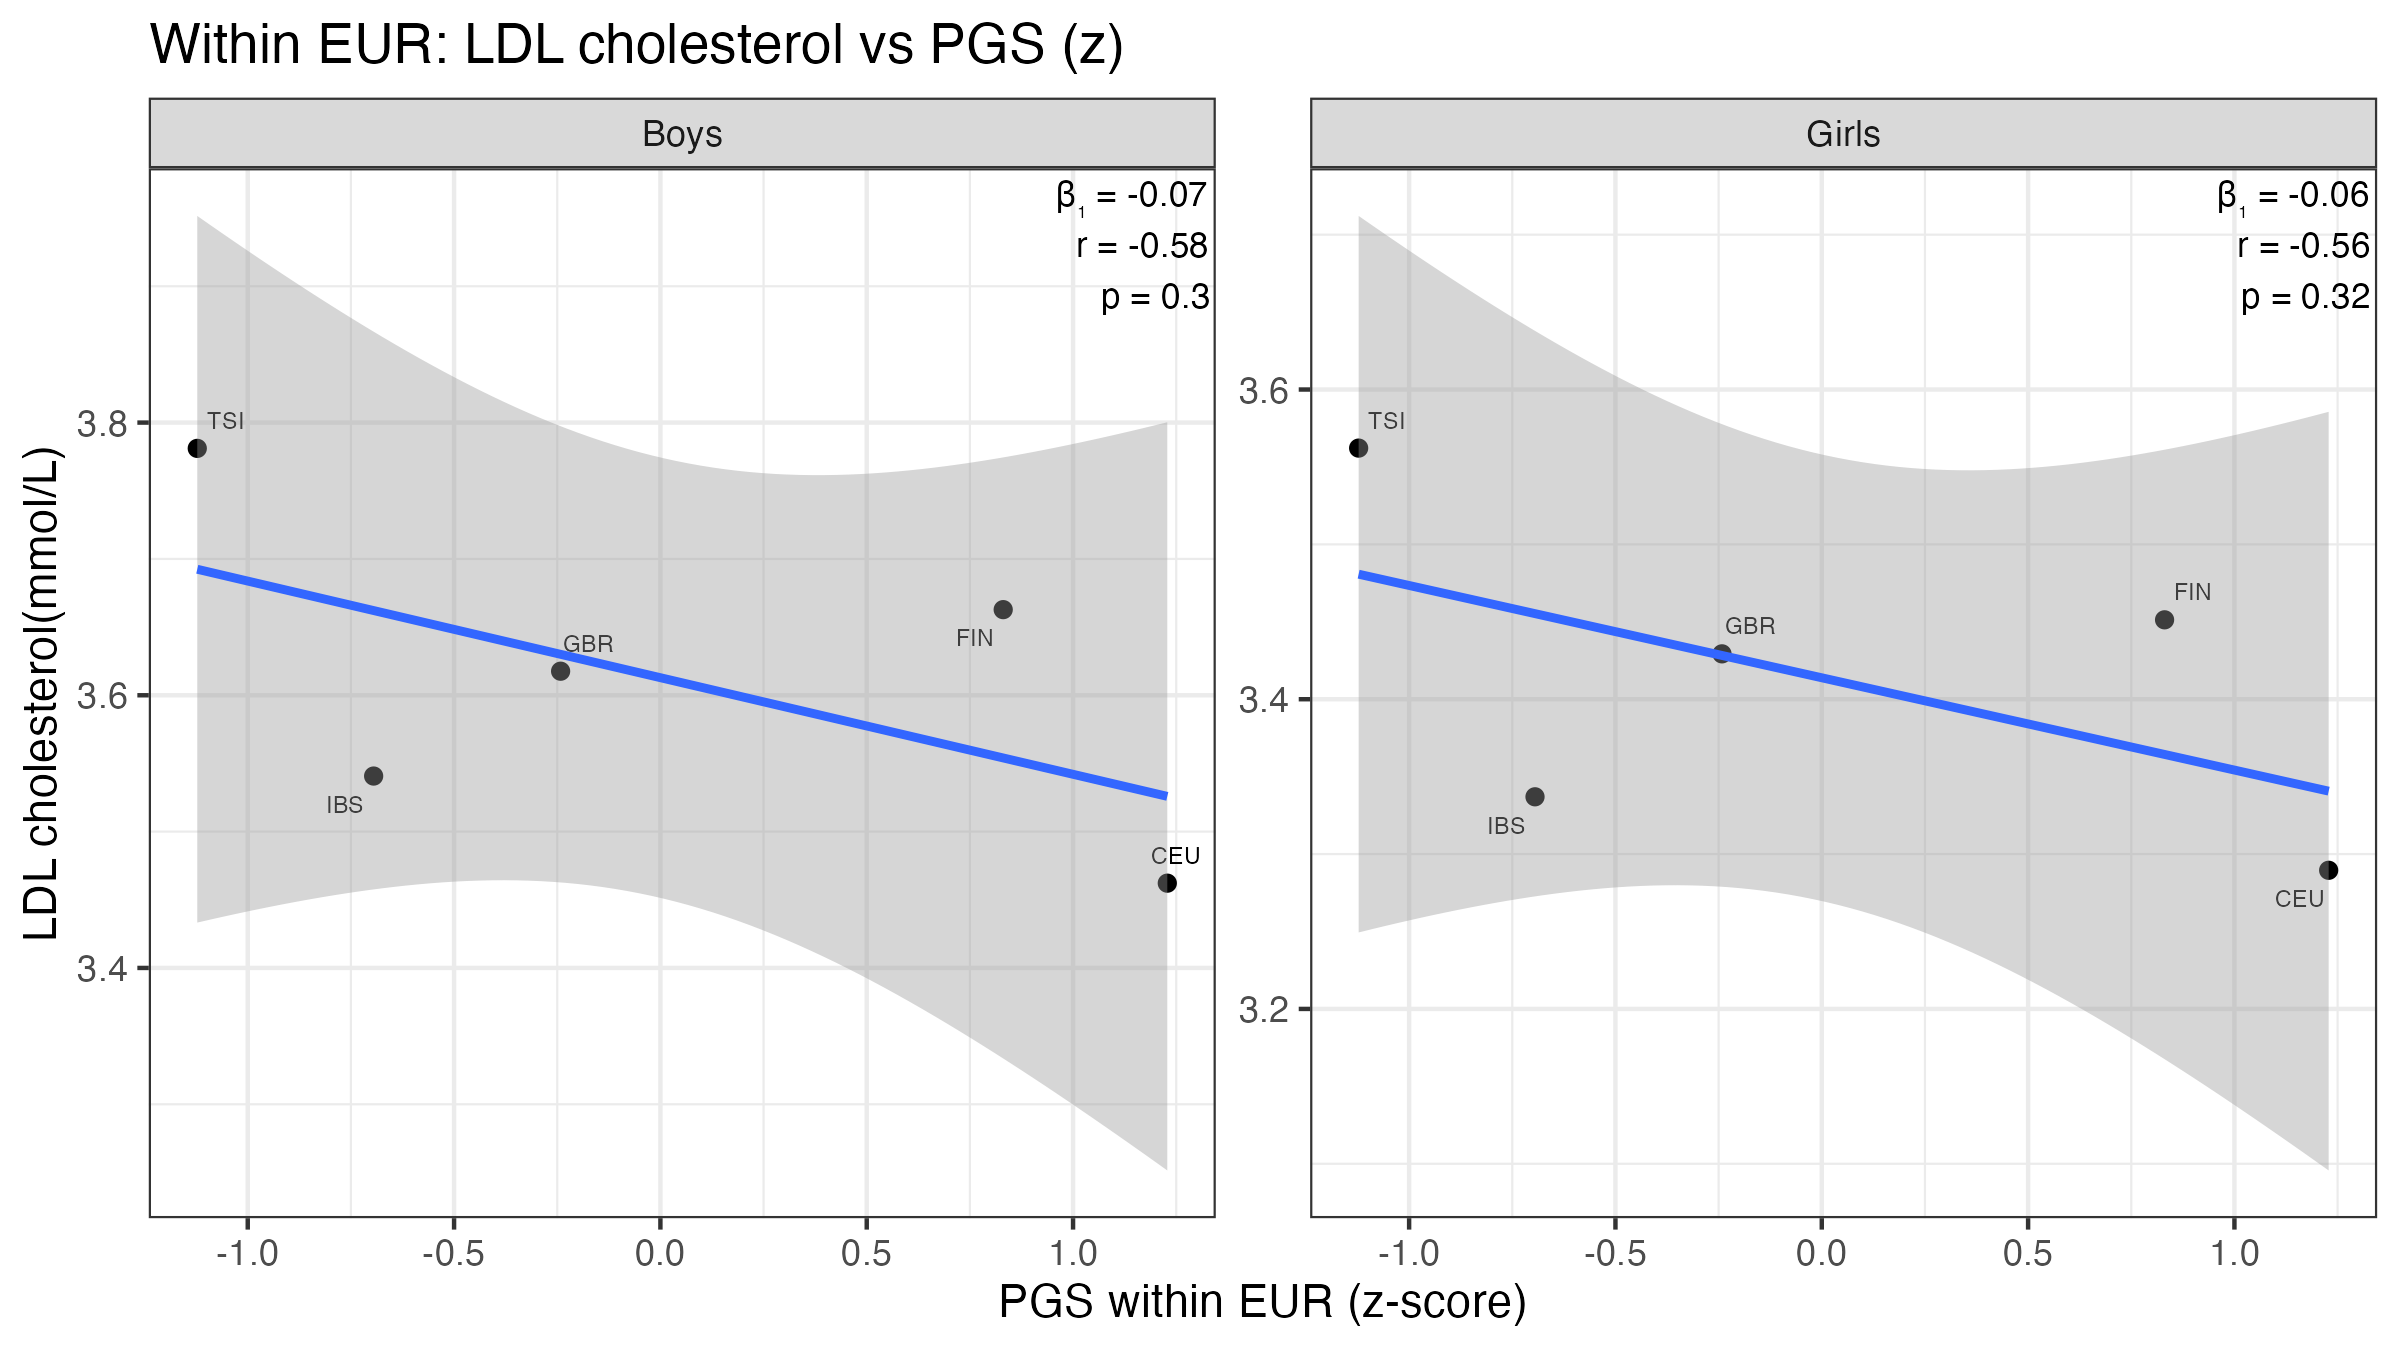 Within EUR: LDL cholesterol vs PGS (z)
Boys
Girls
β₁ = -0.07
r = -0.58
p = 0.3
β₁ = -0.06
r = -0.56
p = 0.32
LDL cholesterol(mmol/L)
3.8
3.6
3.4
TSI
GBR
FIN
IBS
CEU
3.6
3.4
3.2
TSI
FIN
GBR
IBS
CEU
-1.0 -0.5 0.0 0.5 1.0
-1.0 -0.5 0.0 0.5 1.0
PGS within EUR (z-score)